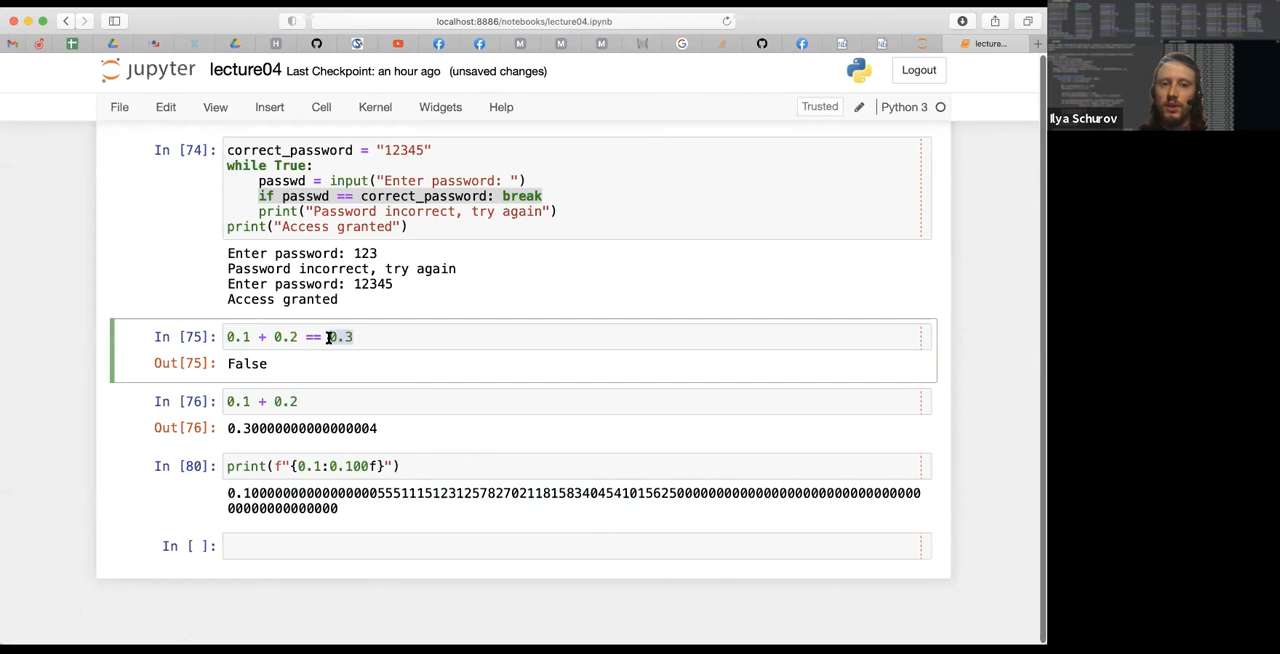 localhost:8886/notebooks/lecture04.ipynb
lecture...
jupyter lecture04 Last Checkpoint: an hour ago (unsaved changes)
Logout
File Edit View Insert Cell Kernel Widgets Help
Trusted
Python 3
Ilya Schurov
In [74]: correct_password = "12345"
while True:
passwd = input("Enter password: ")
if passwd == correct_password: break
print("Password incorrect, try again")
print("Access granted")
Enter password: 123
Password incorrect, try again
Enter password: 12345
Access granted
In [75]: 0.1 + 0.2 == 0.3
Out[75]: False
In [76]: 0.1 + 0.2
Out[76]: 0.30000000000000004
In [80]: print(f"{0.1:0.100f}")
0.1000000000000000055511151231257827021181583404541015625000000000000000000000000000000
000000000000000
In [ ]: